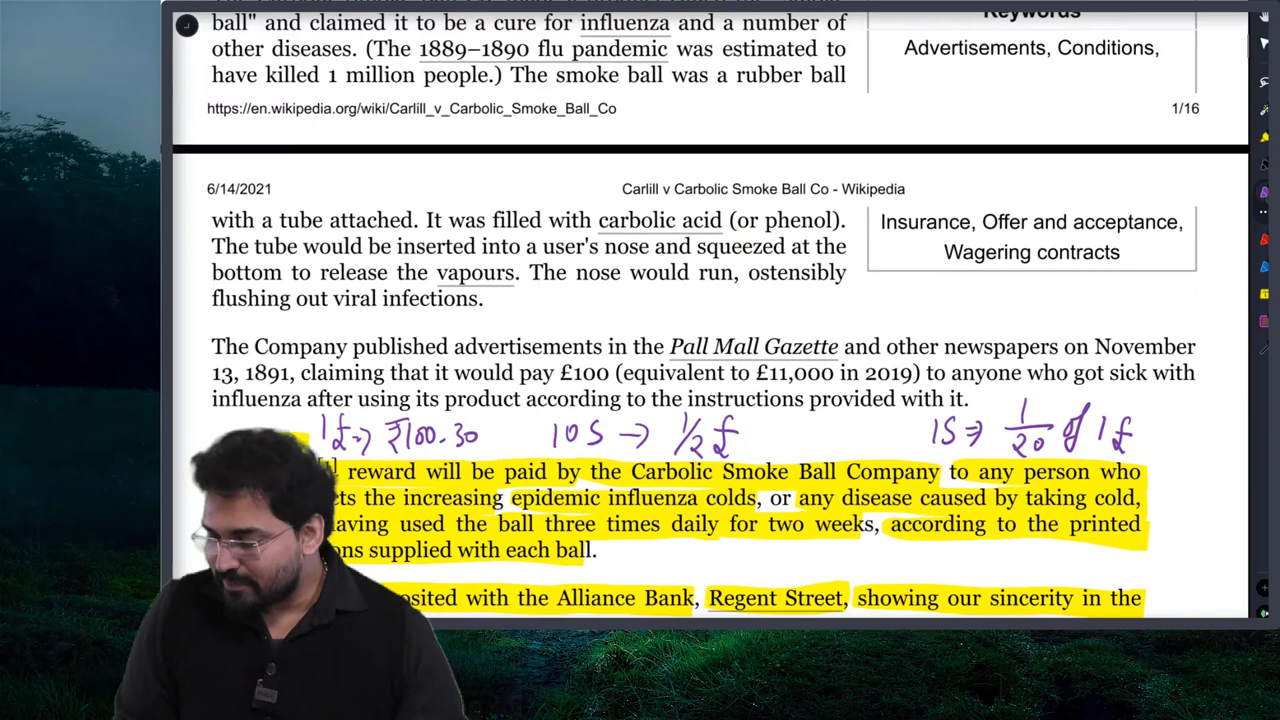 Keywords
ball" and claimed it to be a cure for influenza and a number of
other diseases. (The 1889–1890 flu pandemic was estimated to
have killed 1 million people.) The smoke ball was a rubber ball
Advertisements, Conditions,
https://en.wikipedia.org/wiki/Carlill_v_Carbolic_Smoke_Ball_Co
1/16
6/14/2021
Carlill v Carbolic Smoke Ball Co - Wikipedia
with a tube attached. It was filled with carbolic acid (or phenol).
The tube would be inserted into a user's nose and squeezed at the
bottom to release the vapours. The nose would run, ostensibly
flushing out viral infections.
Insurance, Offer and acceptance,
Wagering contracts
The Company published advertisements in the Pall Mall Gazette and other newspapers on November
13, 1891, claiming that it would pay £100 (equivalent to £11,000 in 2019) to anyone who got sick with
influenza after using its product according to the instructions provided with it.
1£ => ₹100.30 10 S → 1/2 £ 1S => 1/20 of 1£
reward will be paid by the Carbolic Smoke Ball Company to any person who
the increasing epidemic influenza colds, or any disease caused by taking cold,
having used the ball three times daily for two weeks, according to the printed
supplied with each ball.
with the Alliance Bank, Regent Street, showing our sincerity in the